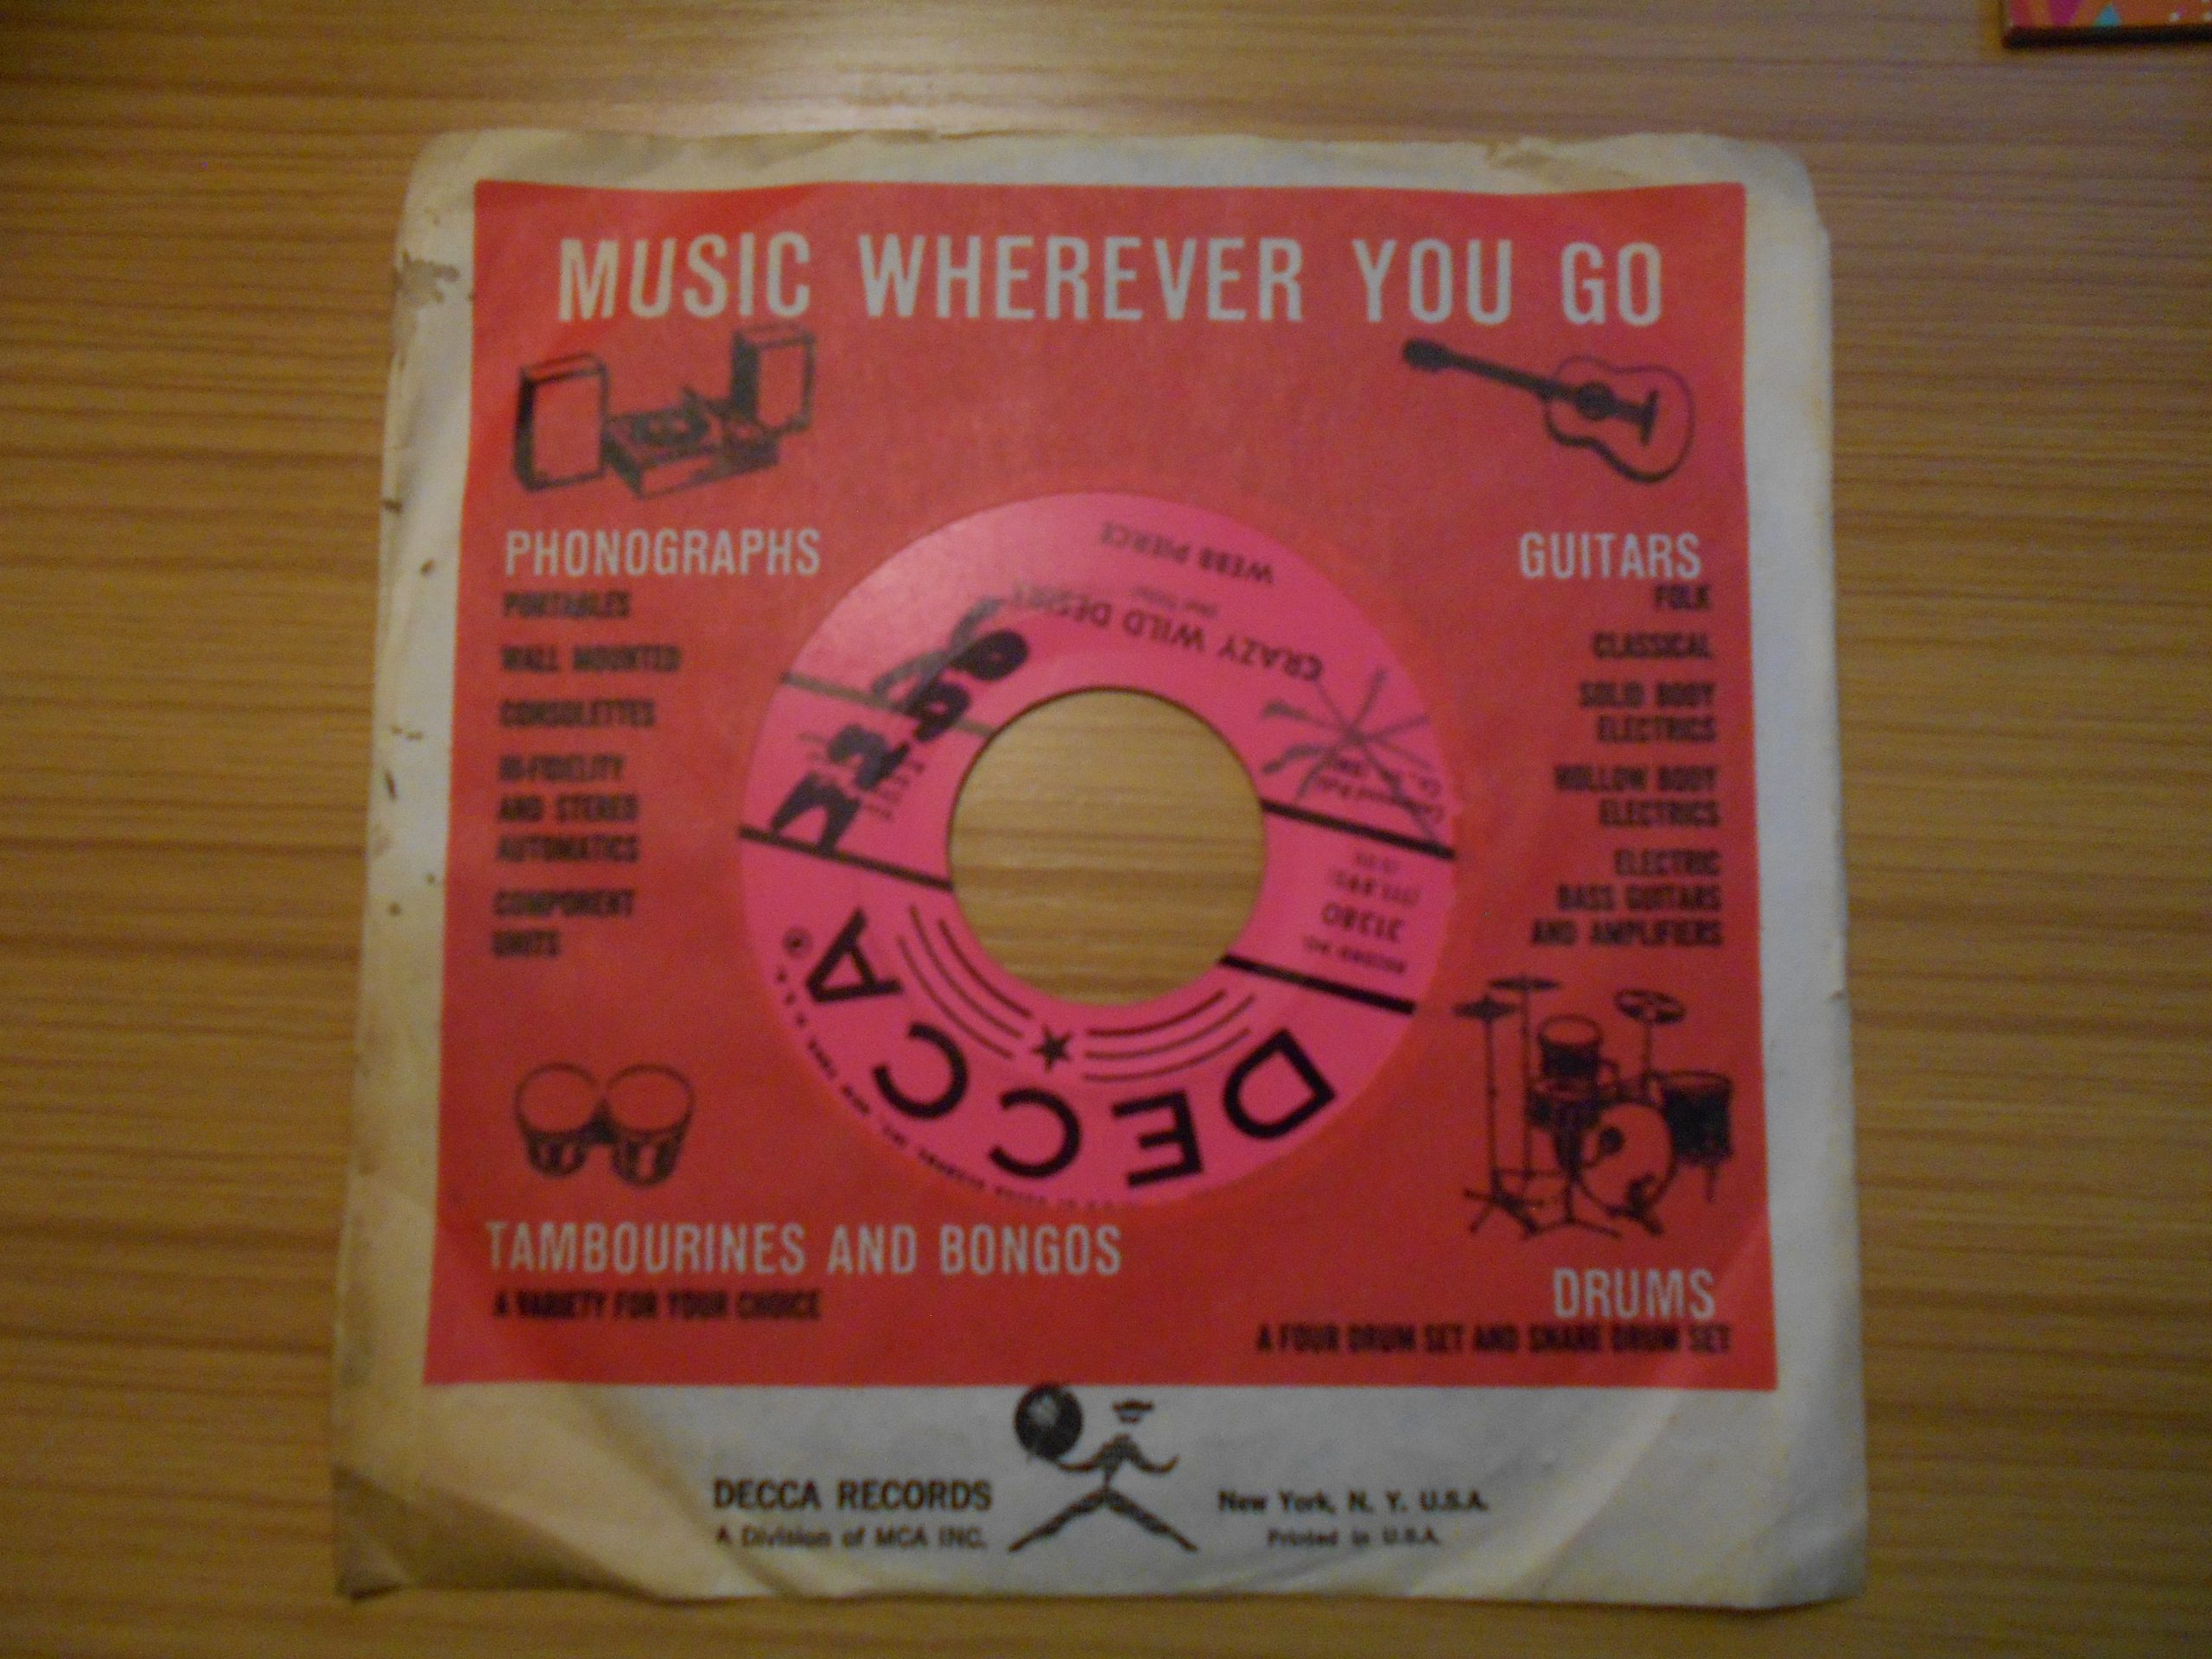 MUSIC WHEREVER YOU GO
PHONOGRAPHS
PORTABLES
WALL MOUNTED
CONSOLETTES
HI-FIDELITY
AND STEREO
AUTOMATICS
COMPONENT
UNITS
GUITARS
FOLK
CLASSICAL
SOLID BODY
ELECTRICS
HOLLOW BODY
ELECTRICS
ELECTRIC
BASS GUITARS
AND AMPLIFIERS
DECCA®
RECORD NO.
31380
CRAZY WILD DESIRE
WEBB PIERCE
TAMBOURINES AND BONGOS
A VARIETY FOR YOUR CHOICE
DRUMS
A FOUR DRUM SET AND SNARE DRUM SET
DECCA RECORDS
A Division of MCA INC.
New York, N. Y. U.S.A.
Printed in U.S.A.